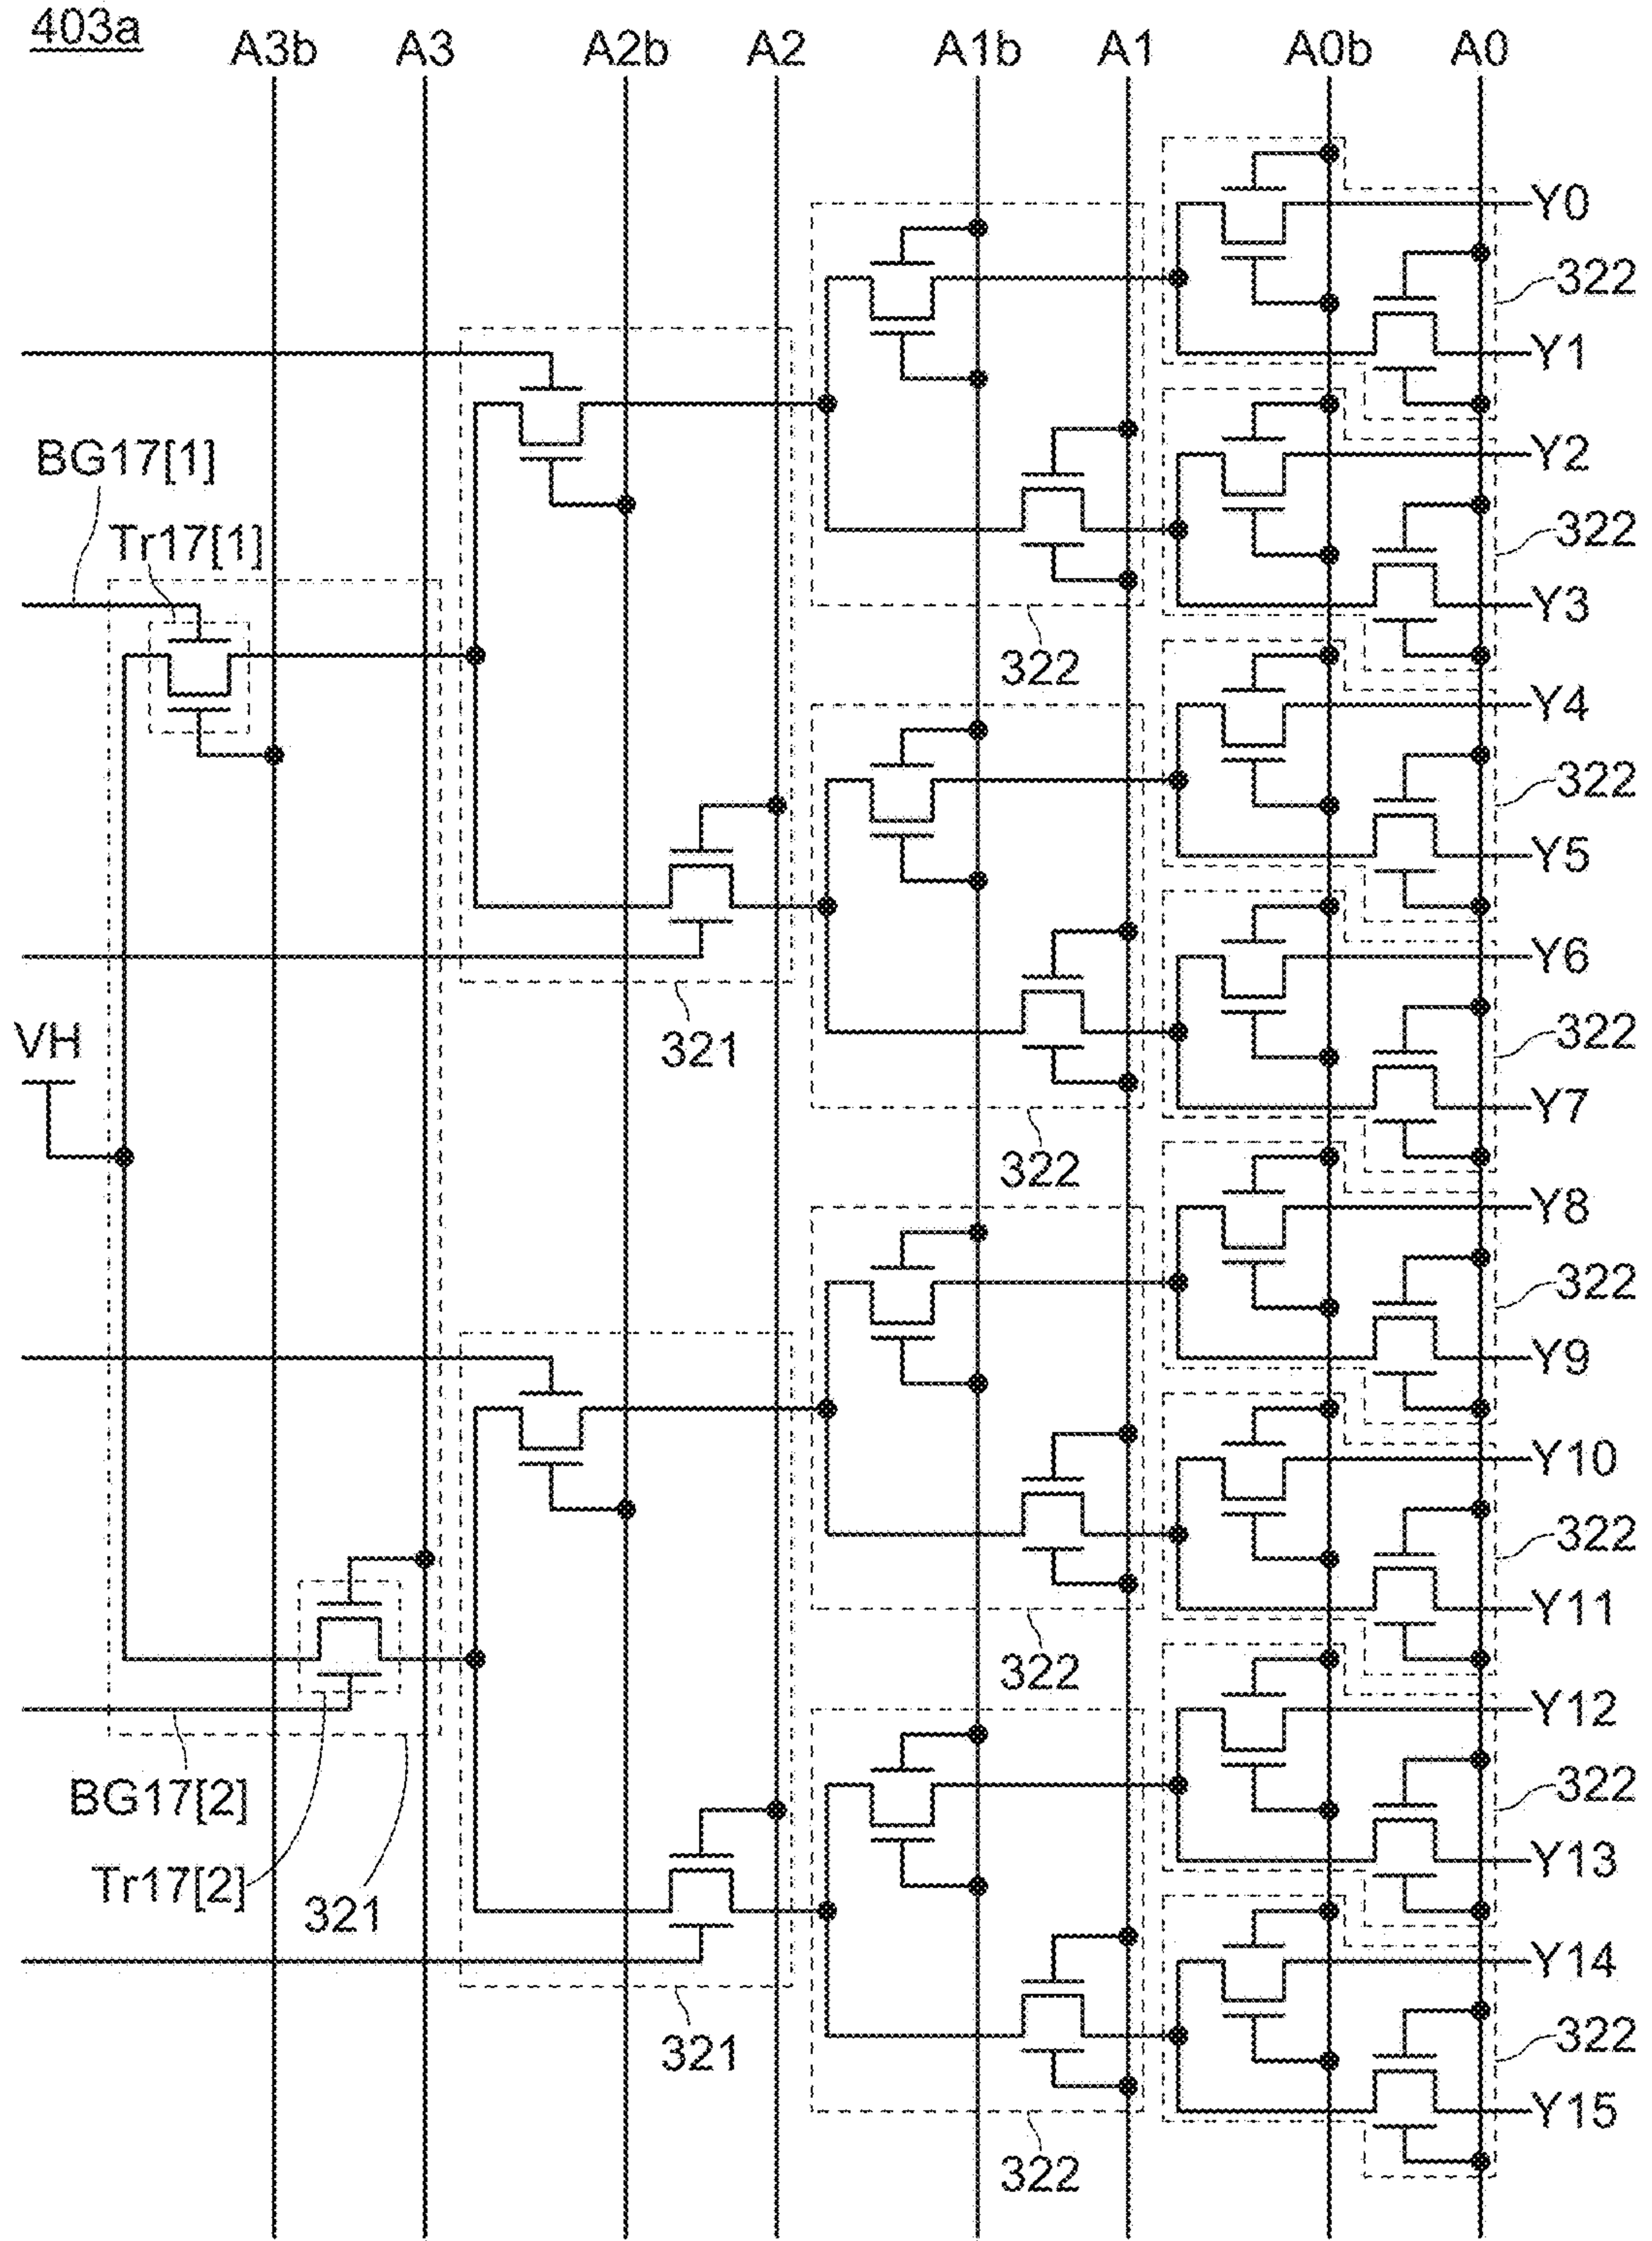 403a
A3b A3 A2b A2 A1b A1 A0b A0
Y0
322
Y1
BG17[1]
Y2
Tr17[1]
322
Y3
322
Y4
322
Y5
Y6
VH
321
322
Y7
322
Y8
322
Y9
Y10
322
Y11
322
Y12
BG17[2]
322
Y13
Tr17[2]
321
Y14
321
322
Y15
322